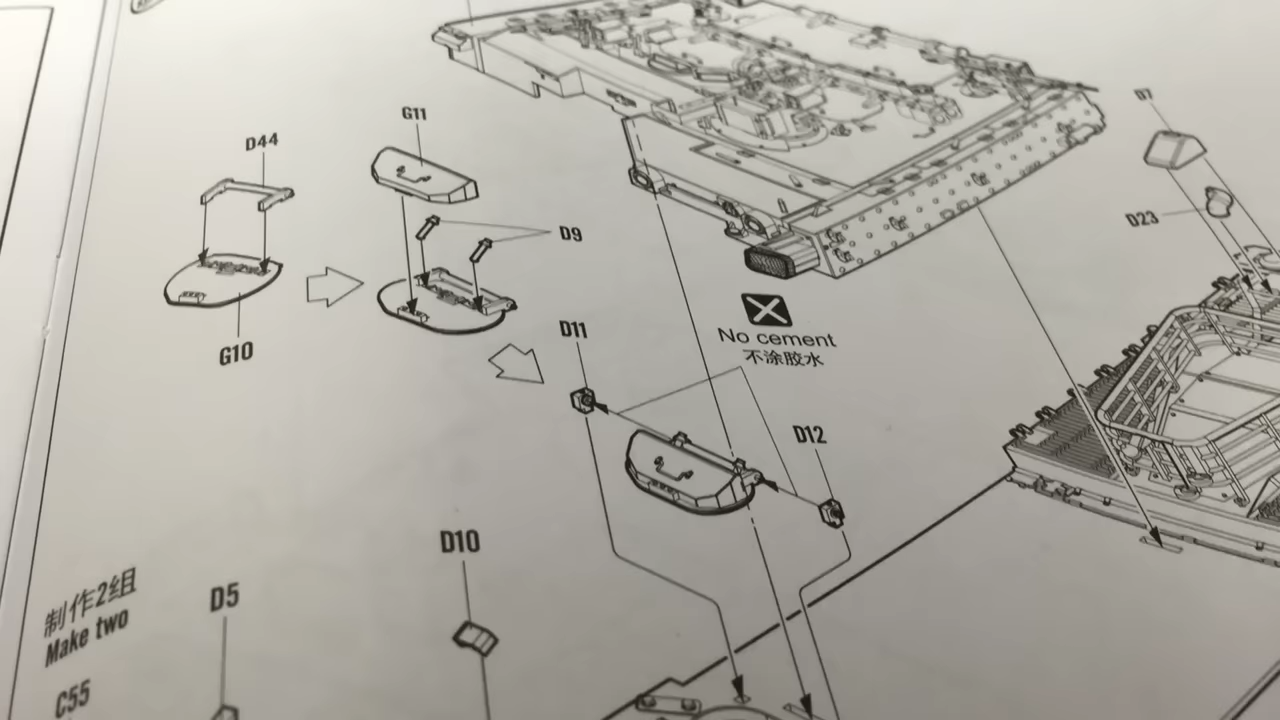 G11
D44
D7
D9
D23
No cement
不涂胶水
D11
G10
D12
D10
制作2组
Make two
D5
C55